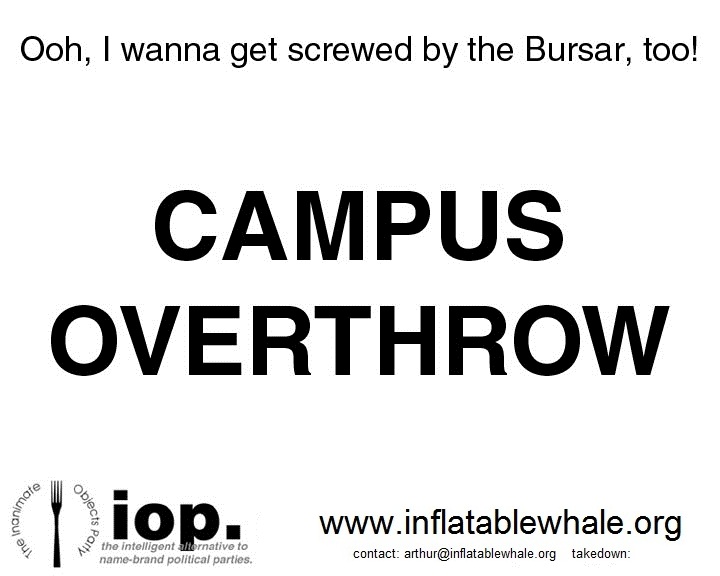 Ooh, I wanna get screwed by the Bursar, too!
CAMPUS
OVERTHROW
The Inanimate Objects Party
iop.
the intelligent alternative to
name-brand political parties.
www.inflatablewhale.org
contact: arthur@inflatablewhale.org takedown: